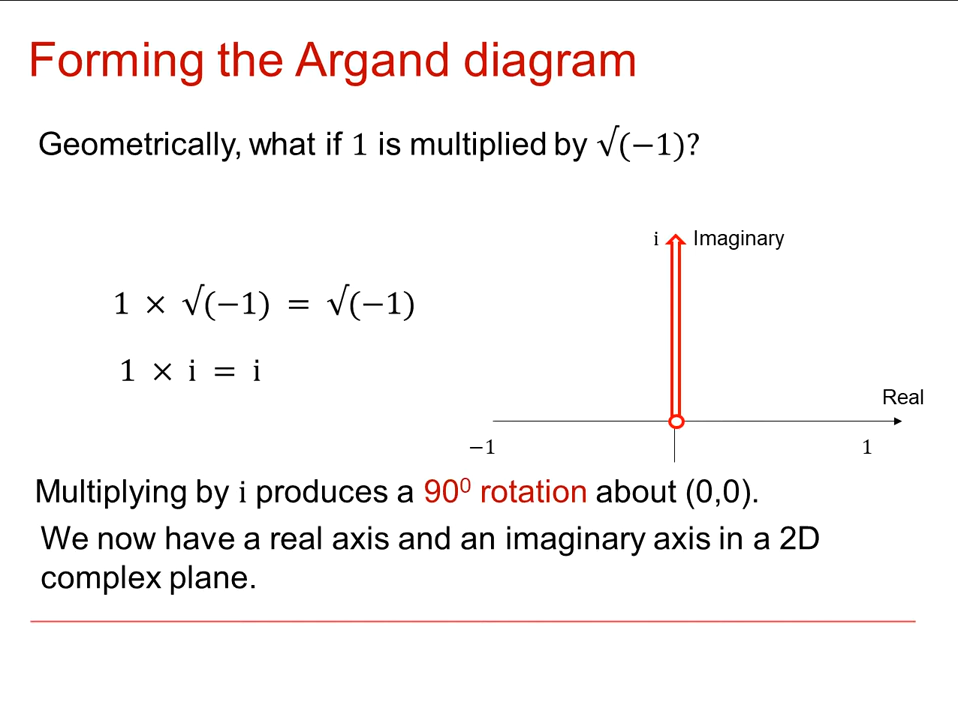 Forming the Argand diagram
Geometrically, what if 1 is multiplied by √(−1)?
i Imaginary
1 × √(−1) = √(−1)
1 × i = i
Real
−1 1
Multiplying by i produces a 90⁰ rotation about (0,0).
We now have a real axis and an imaginary axis in a 2D
complex plane.